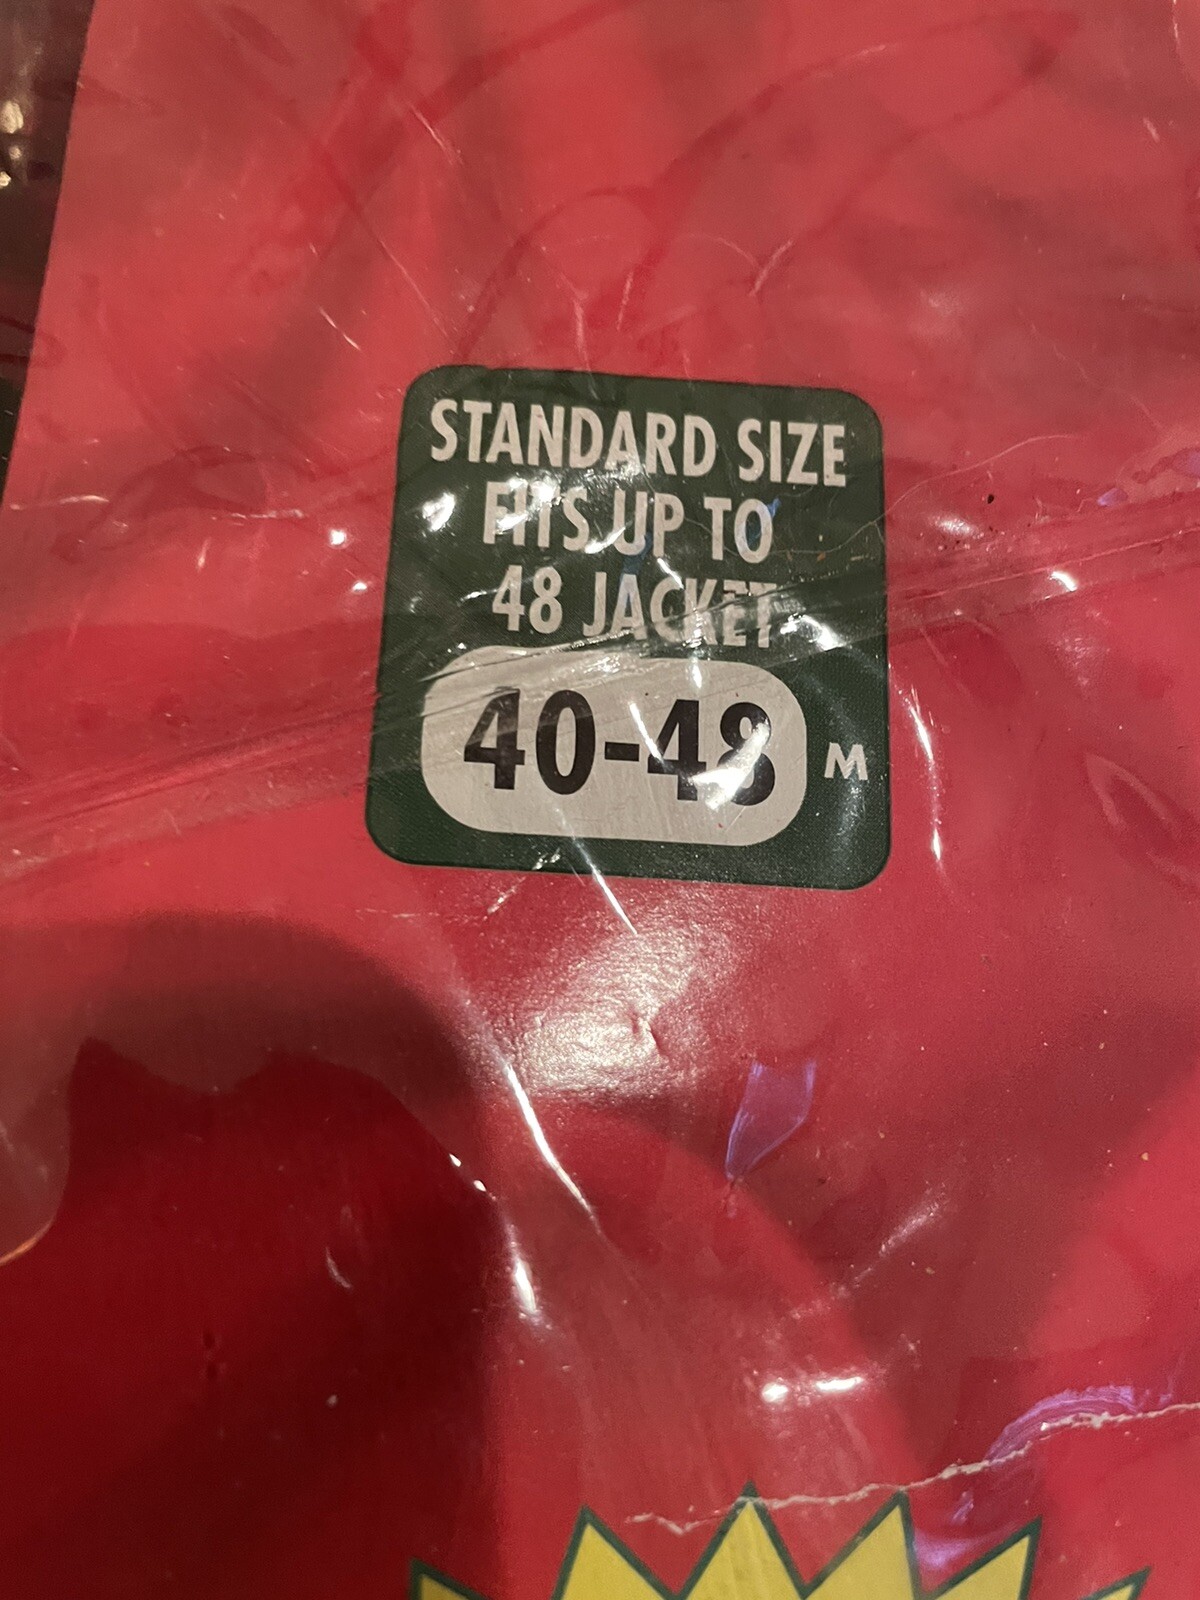 STANDARD SIZE
FITS UP TO
48 JACKET
40-48 M